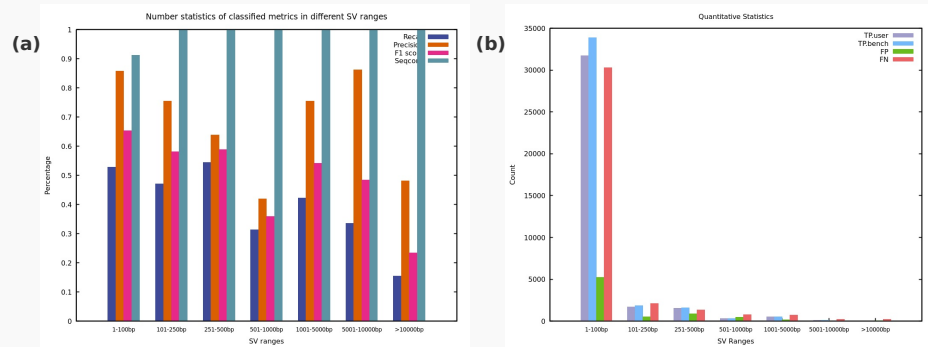 Number statistics of classified metrics in different SV ranges
(a)
1
0.9
0.8
0.7
0.6
0.5
0.4
0.3
0.2
0.1
0
Percentage
1-100bp 101-250bp 251-500bp 501-1000bp 1001-5000bp 5001-10000bp >10000bp
SV ranges
Quantitative Statistics
(b)
35000
30000
25000
20000
15000
10000
5000
0
Count
TP.user
TP.bench
FP
FN
1-100bp 101-250bp 251-500bp 501-1000bp 1001-5000bp 5001-10000bp >10000bp
SV Ranges